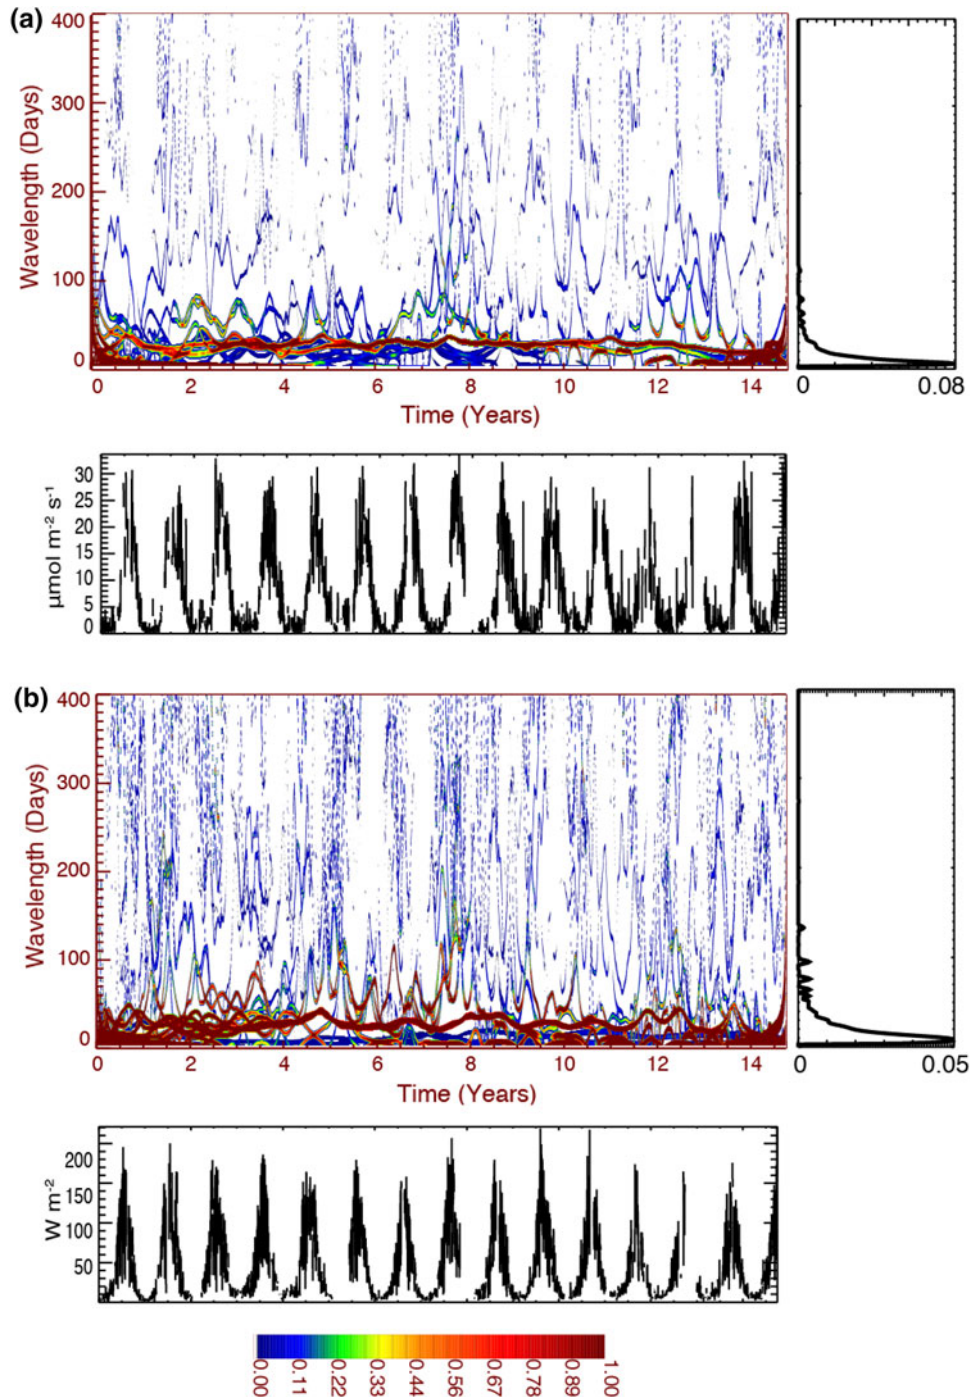 (a)
400
300
200
100
0
Wavelength (Days)
0 2 4 6 8 10 12 14
Time (Years)
0 0.08
30
25
20
15
10
5
0
µmol m⁻² s⁻¹
(b)
400
300
200
100
0
Wavelength (Days)
0 2 4 6 8 10 12 14
Time (Years)
0 0.05
200
150
100
50
W m⁻²
0.00 0.11 0.22 0.33 0.44 0.56 0.67 0.78 0.89 1.00